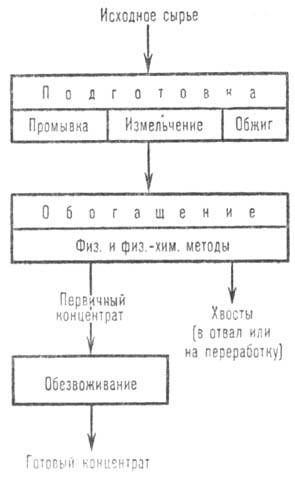 Исходное сырье
Подготовка
Промывка Измельчение Обжиг
Обогащение
Физ. и физ.-хим. методы
Первичный
концентрат
Хвосты
(в отвал или
на переработку)
Обезвоживание
Готовый концентрат